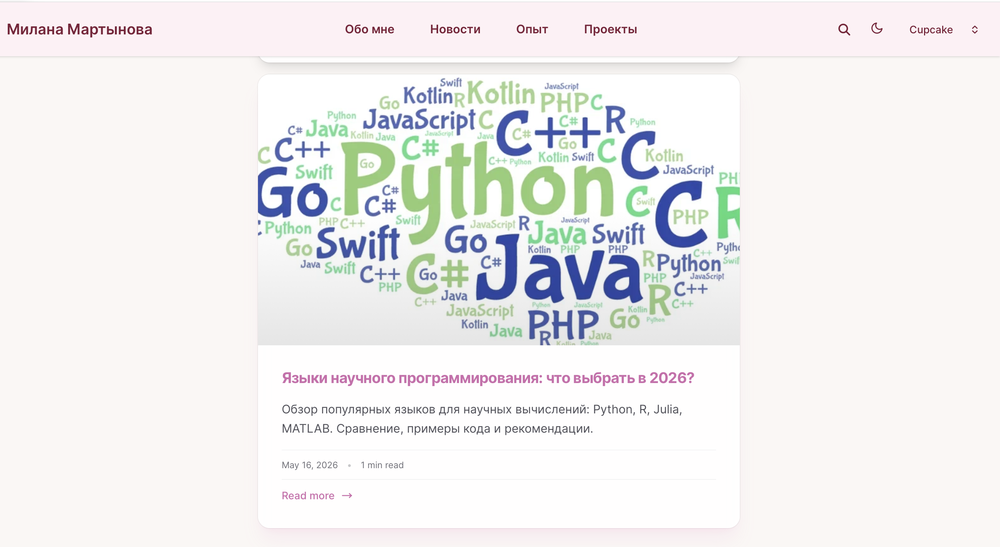 Милана Мартынова
Обо мне Новости Опыт Проекты
Cupcake
Swift
Kotlin R Kotlin JavaScript
Go PHP C
Python JavaScript C C++ C# R Python
C# Java Kotlin Java JavaScript Java C# Go
C C++ C# Kotlin Swift C C Kotlin
Go Swift Python Go C++ Python JavaScript
C C# C# C Swift C PHP R
Python PHP C++ Swift JavaScript R JavaScript
Go Swift Go Java Swift
Kotlin PHP PHP C++
Java Swift C++ C# Go C# Java R Python
PHP PHP JavaScript
C++ Java R C++ C++
JavaScript Python JavaScript Kotlin
Kotlin Java PHP Go Python
R Java
Kotlin Python
Языки научного программирования: что выбрать в 2026?
Обзор популярных языков для научных вычислений: Python, R, Julia,
MATLAB. Сравнение, примеры кода и рекомендации.
May 16, 2026 • 1 min read
Read more →